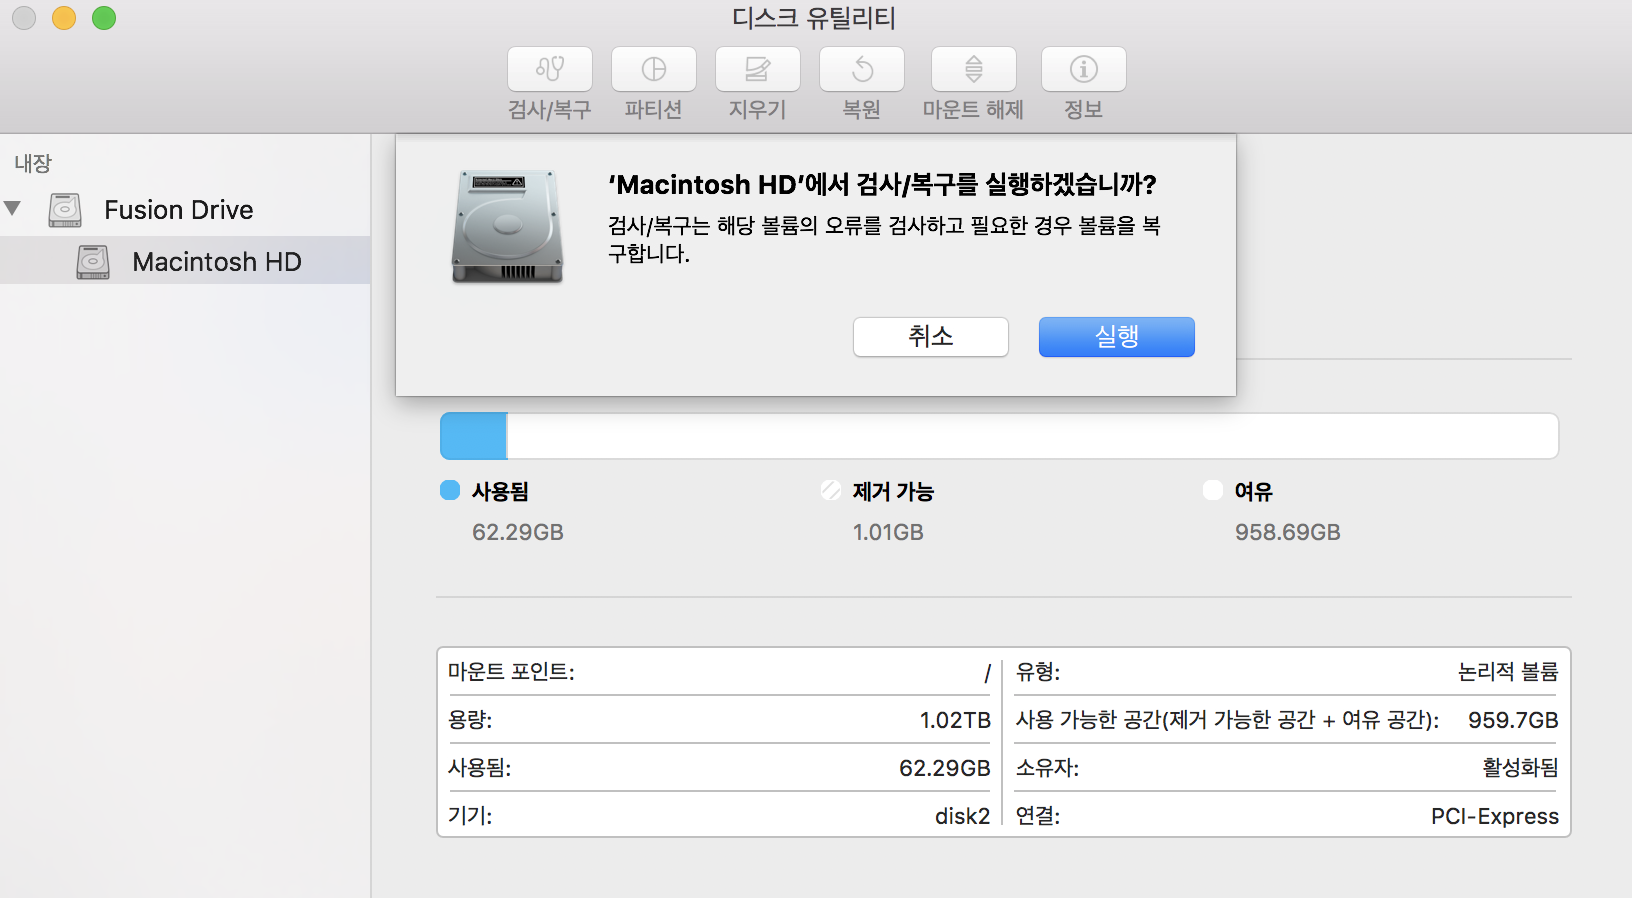 디스크 유틸리티
검사/복구
파티션
지우기
복원
마운트 해제
정보
내장
Fusion Drive
Macintosh HD
‘Macintosh HD’에서 검사/복구를 실행하겠습니까?
검사/복구는 해당 볼륨의 오류를 검사하고 필요한 경우 볼륨을 복
구합니다.
취소
실행
사용됨
62.29GB
제거 가능
1.01GB
여유
958.69GB
마운트 포인트: /
유형: 논리적 볼륨
용량: 1.02TB
사용 가능한 공간(제거 가능한 공간 + 여유 공간): 959.7GB
사용됨: 62.29GB
소유자: 활성화됨
기기: disk2
연결: PCI-Express